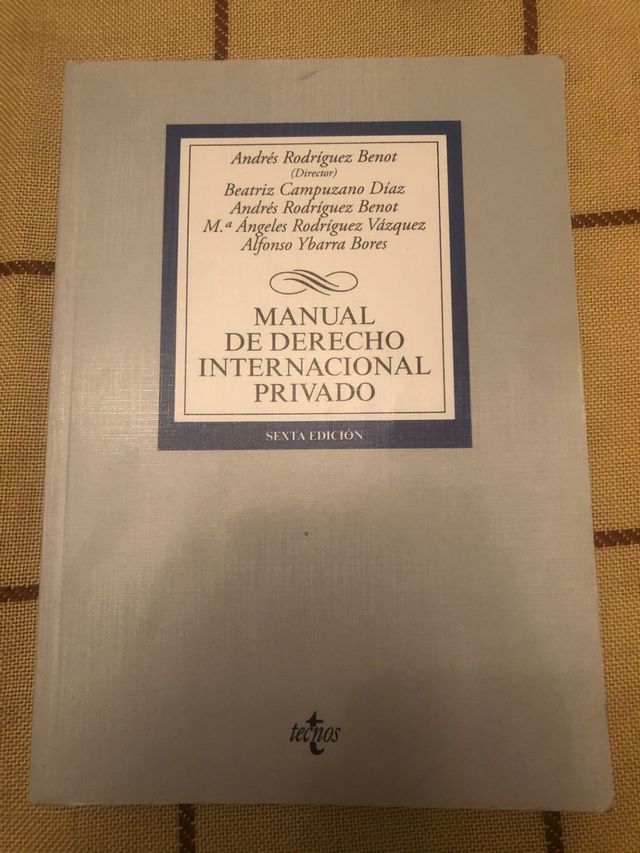 Andrés Rodríguez Benot
(Director)
Beatriz Campuzano Díaz
Andrés Rodríguez Benot
M.ª Ángeles Rodríguez Vázquez
Alfonso Ybarra Bores
MANUAL
DE DERECHO
INTERNACIONAL
PRIVADO
SEXTA EDICIÓN
tecnos